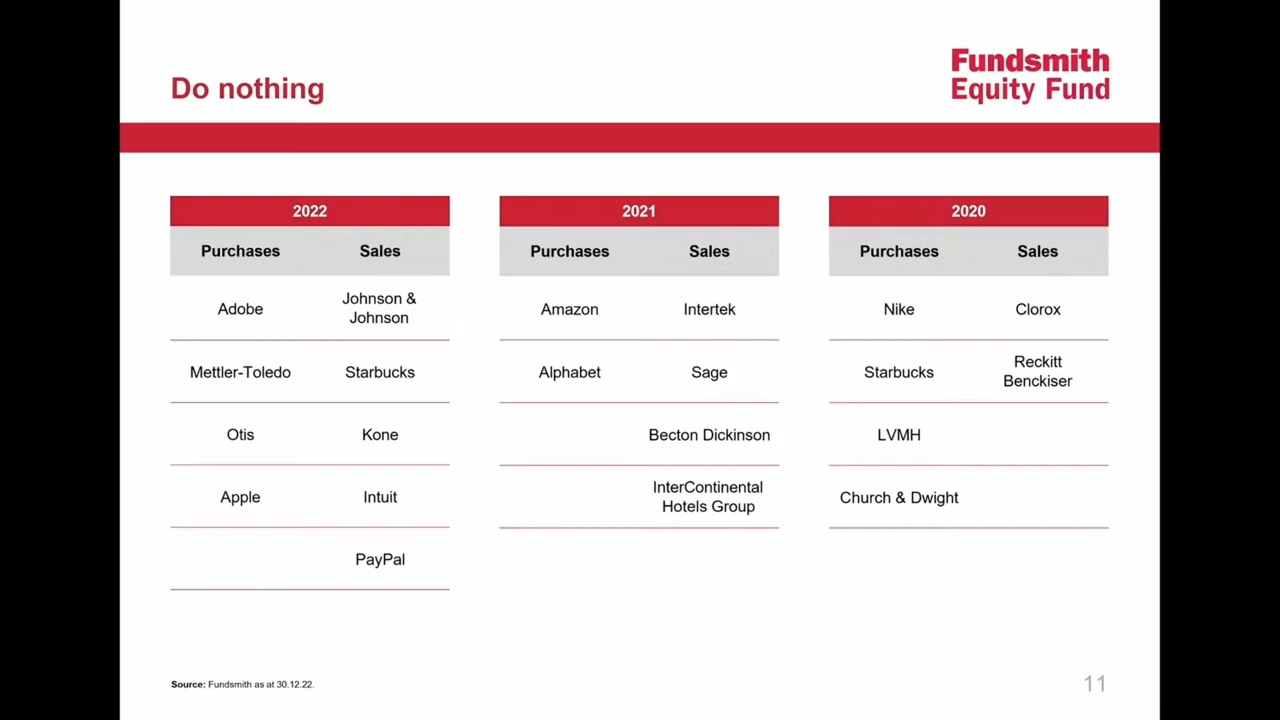 Do nothing
Fundsmith
Equity Fund
2022
Purchases Sales
Adobe Johnson &
Johnson
Mettler-Toledo Starbucks
Otis Kone
Apple Intuit
PayPal
2021
Purchases Sales
Amazon Intertek
Alphabet Sage
Becton Dickinson
InterContinental
Hotels Group
2020
Purchases Sales
Nike Clorox
Starbucks Reckitt
Benckiser
LVMH
Church & Dwight
Source: Fundsmith as at 30.12.22.
11